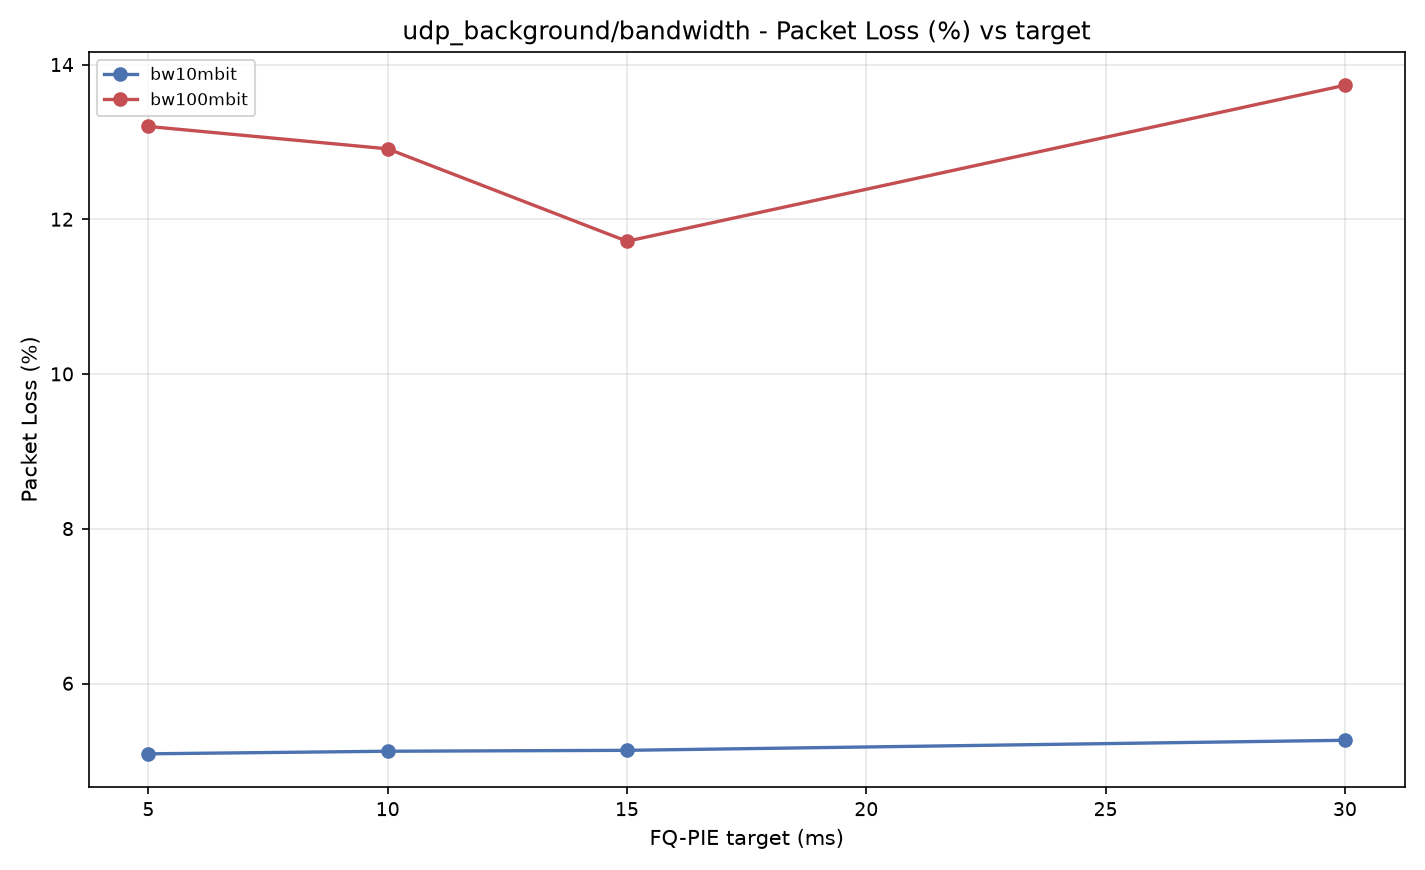 udp_background/bandwidth - Packet Loss (%) vs target
bw10mbit
bw100mbit
Packet Loss (%)
14
12
10
8
6
5
10
15
20
25
30
FQ-PIE target (ms)